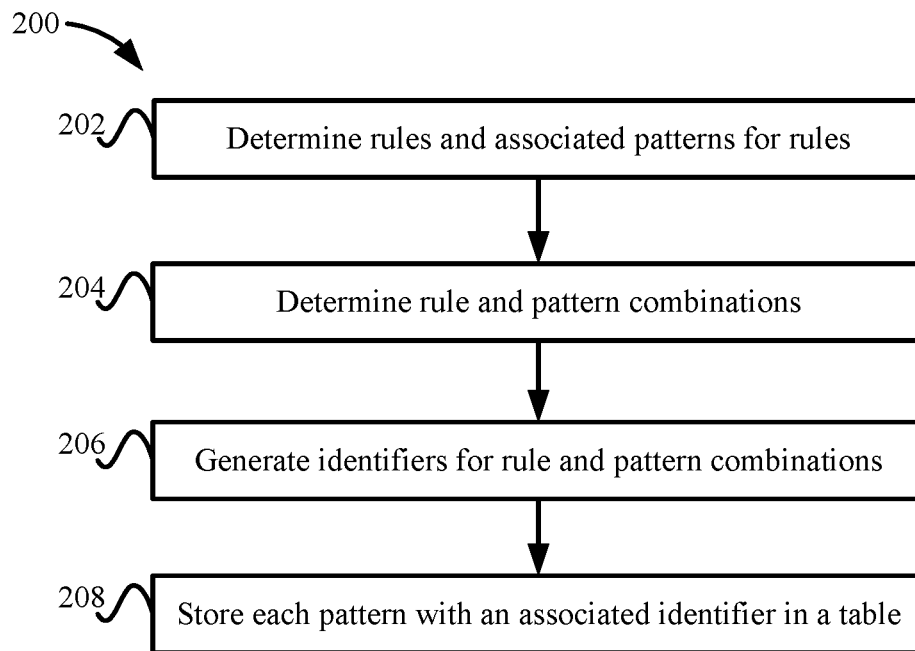 200
202
Determine rules and associated patterns for rules
204
Determine rule and pattern combinations
206
Generate identifiers for rule and pattern combinations
208
Store each pattern with an associated identifier in a table